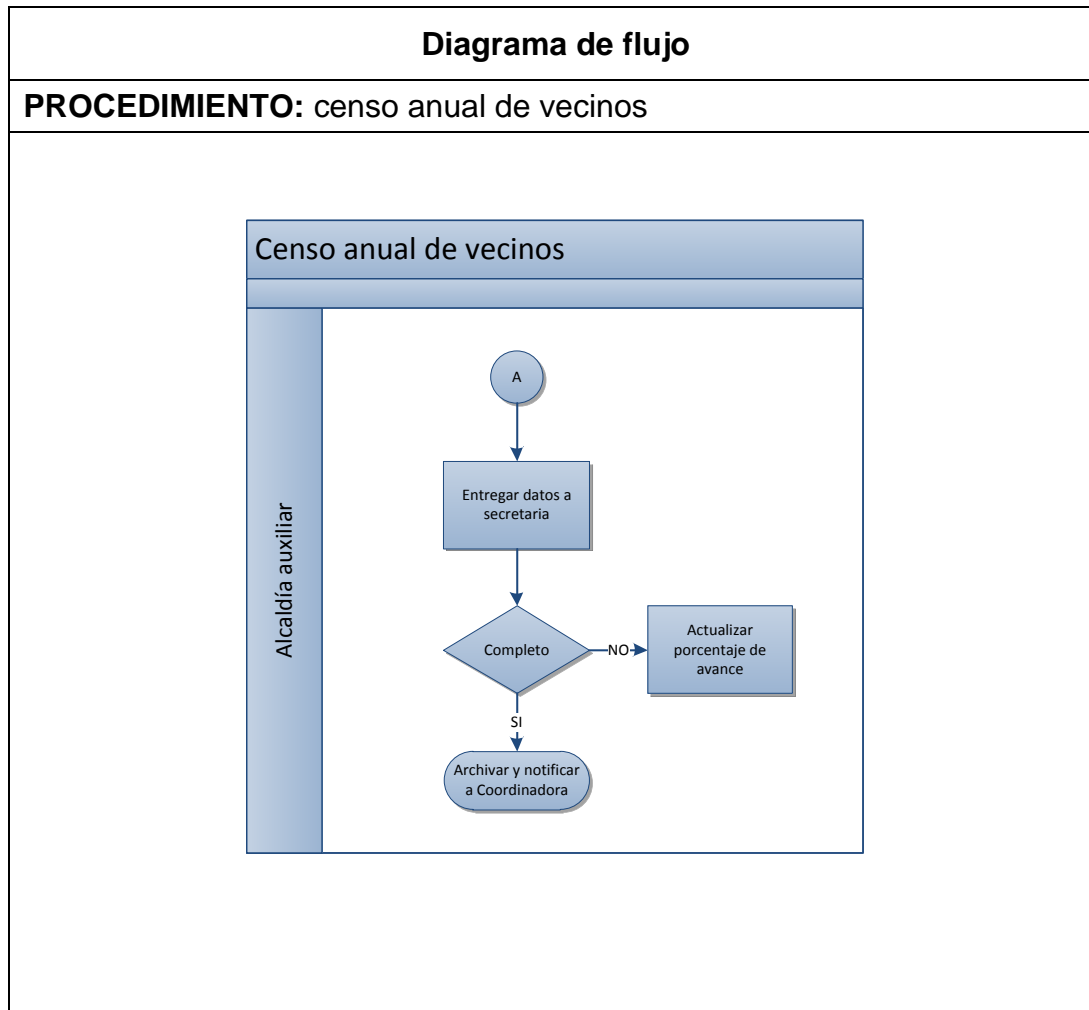 Diagrama de flujo
PROCEDIMIENTO: censo anual de vecinos
Censo anual de vecinos
Alcaldía auxiliar
A
Entregar datos a
secretaria
Completo
NO
Actualizar
porcentaje de
avance
SI
Archivar y notificar
a Coordinadora